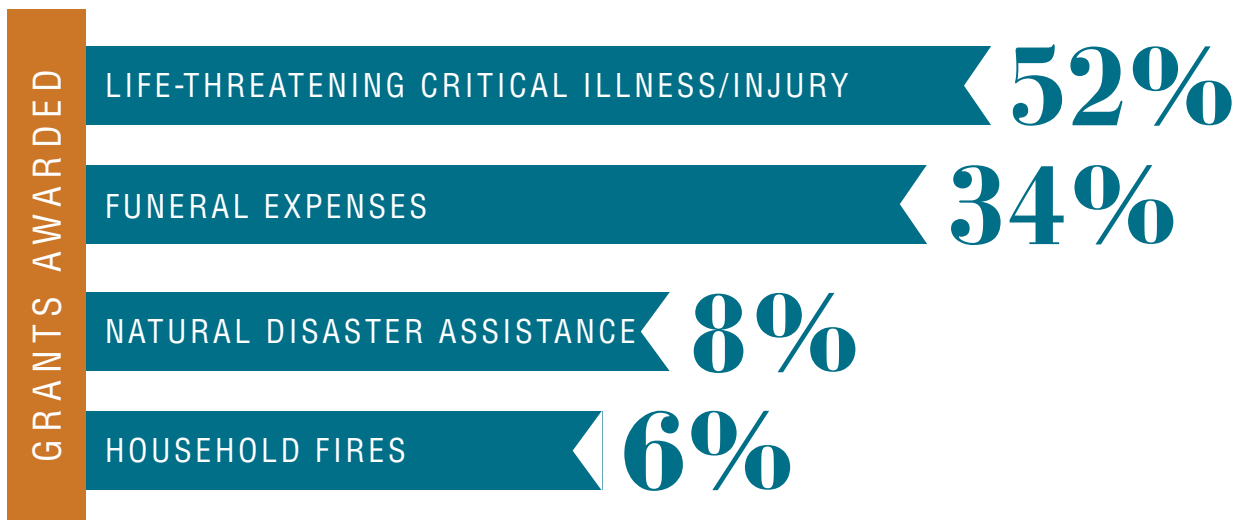 GRANTS AWARDED
LIFE-THREATENING CRITICAL ILLNESS/INJURY 52%
FUNERAL EXPENSES 34%
NATURAL DISASTER ASSISTANCE 8%
HOUSEHOLD FIRES 6%